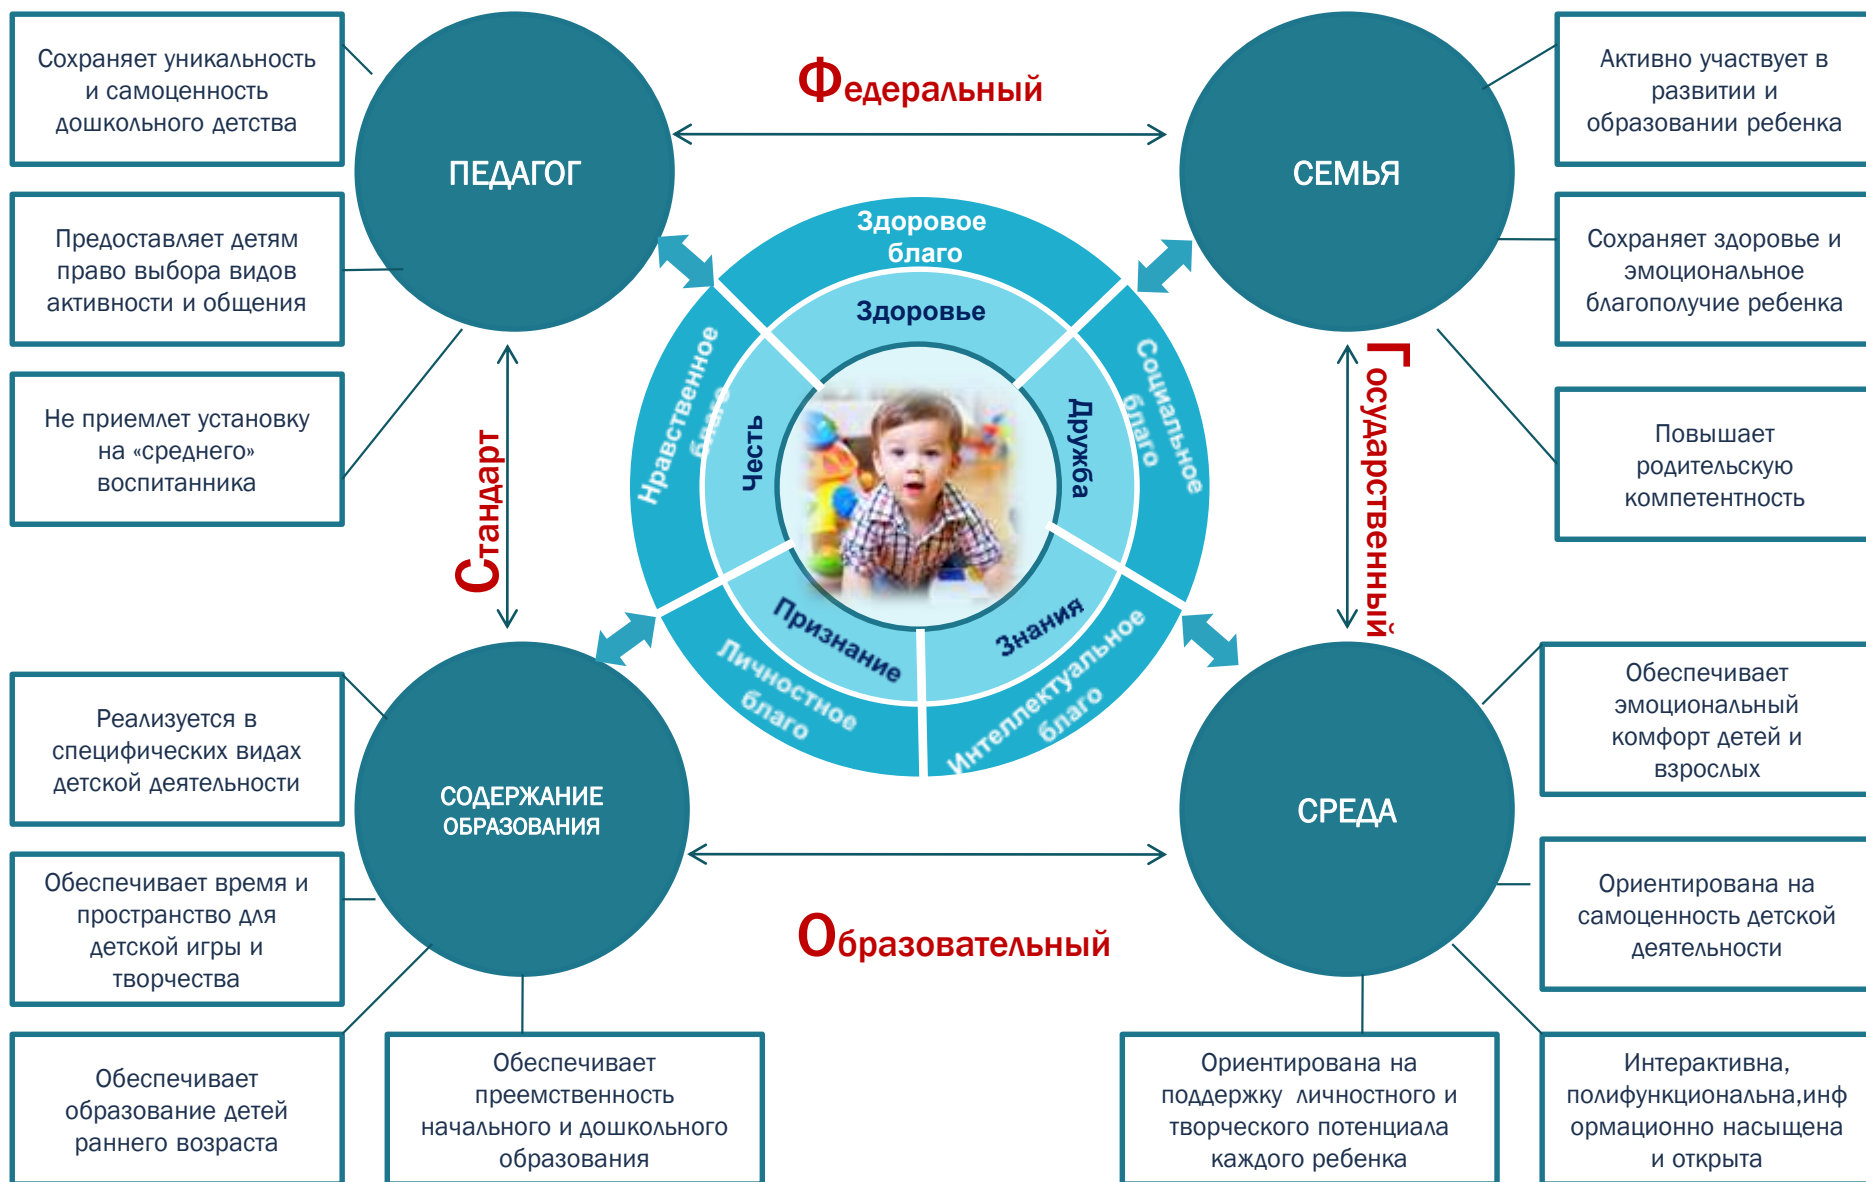 Сохраняет уникальность
и самоценность
дошкольного детства
Предоставляет детям
право выбора видов
активности и общения
Не приемлет установку
на «среднего»
воспитанника
ПЕДАГОГ
Федеральный
СЕМЬЯ
Активно участвует в
развитии и
образовании ребенка
Сохраняет здоровье и
эмоциональное
благополучие ребенка
Повышает
родительскую
компетентность
Здоровое
благо
Здоровье
Нравственное
благо
Честь
Социальное
благо
Дружба
Признание
Личностное
благо
Знания
Интеллектуальное
благо
Стандарт
Государственный
СОДЕРЖАНИЕ
ОБРАЗОВАНИЯ
Образовательный
СРЕДА
Реализуется в
специфических видах
детской деятельности
Обеспечивает время и
пространство для
детской игры и
творчества
Обеспечивает
образование детей
раннего возраста
Обеспечивает
преемственность
начального и дошкольного
образования
Обеспечивает
эмоциональный
комфорт детей и
взрослых
Ориентирована на
самоценность детской
деятельности
Ориентирована на
поддержку личностного и
творческого потенциала
каждого ребенка
Интерактивна,
полифункциональна,инф
ормационно насыщена
и открыта